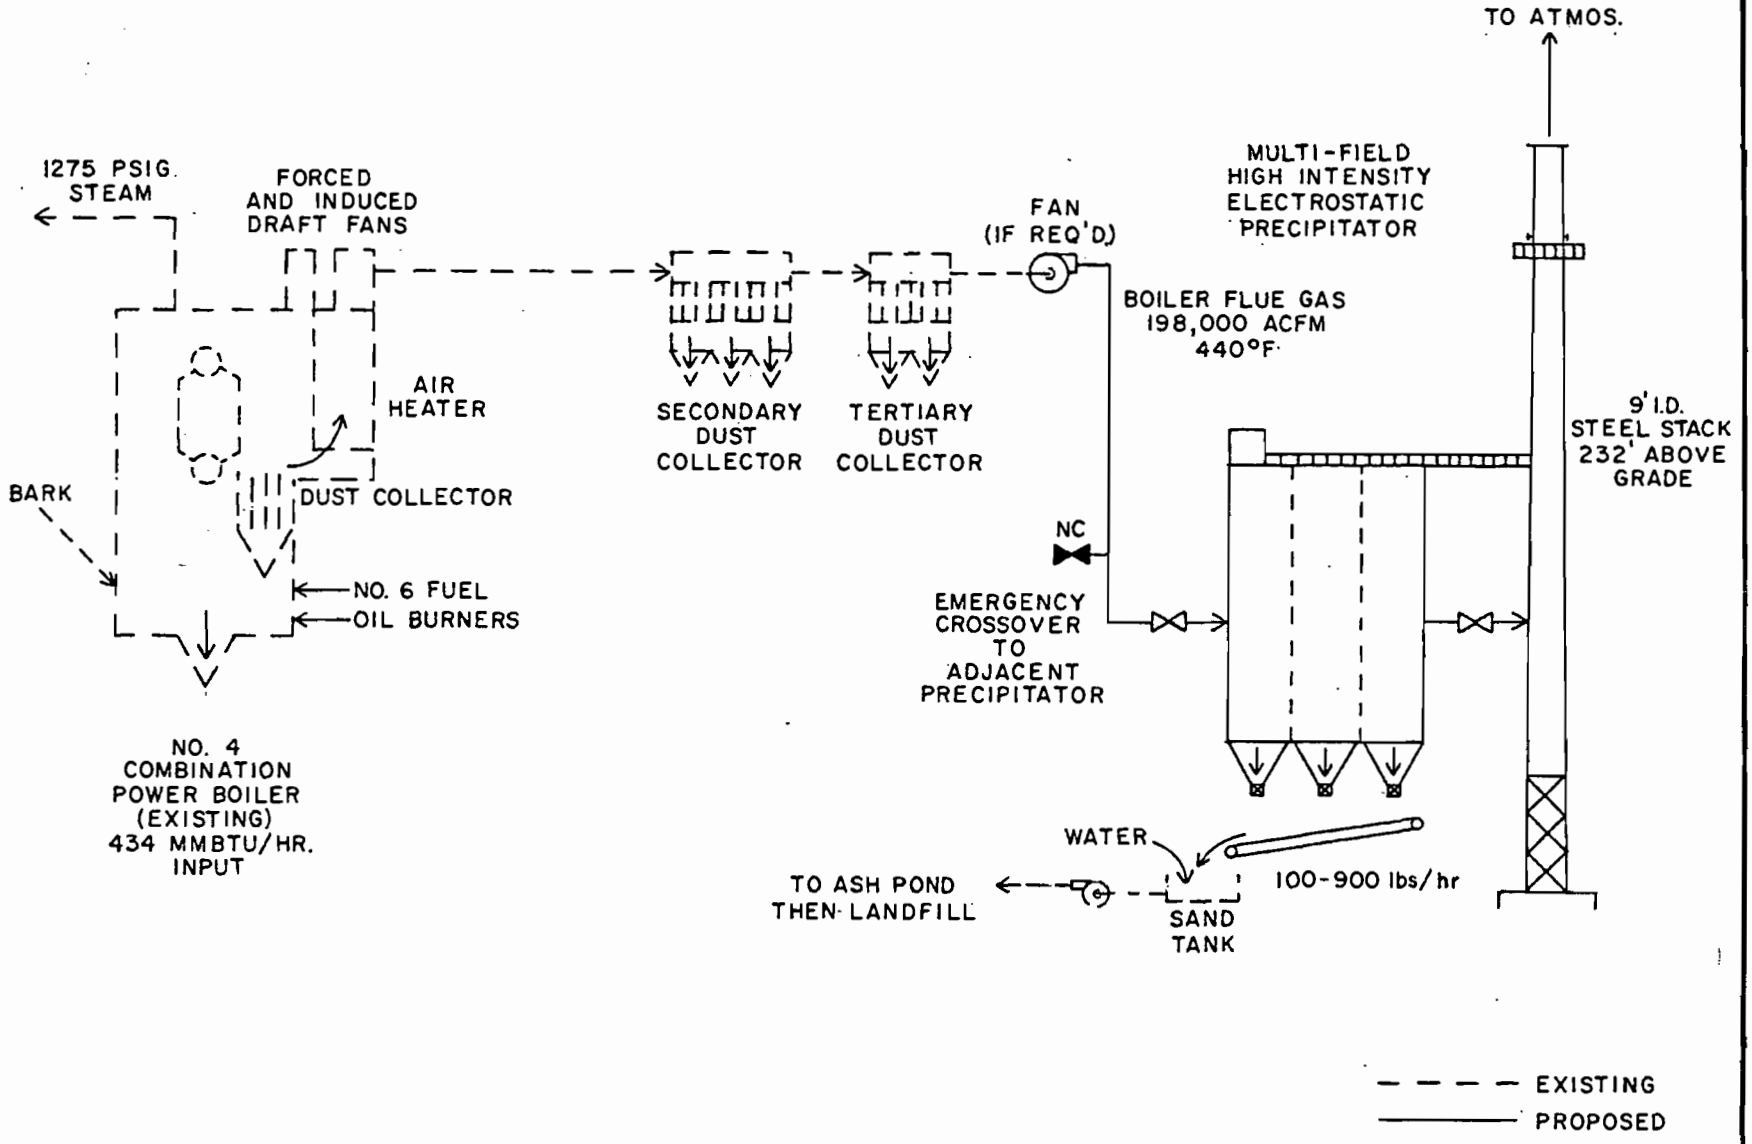 TO ATMOS.
1275 PSIG.
STEAM
FORCED
AND INDUCED
DRAFT FANS
FAN
(IF REQ'D.)
MULTI-FIELD
HIGH INTENSITY
ELECTROSTATIC
PRECIPITATOR
BOILER FLUE GAS
198,000 ACFM
440°F
AIR
HEATER
SECONDARY
DUST
COLLECTOR
TERTIARY
DUST
COLLECTOR
9' I.D.
STEEL STACK
232' ABOVE
GRADE
BARK
DUST COLLECTOR
NC
NO. 6 FUEL
OIL BURNERS
EMERGENCY
CROSSOVER
TO
ADJACENT
PRECIPITATOR
NO. 4
COMBINATION
POWER BOILER
(EXISTING)
434 MMBTU/HR.
INPUT
WATER
100-900 lbs/hr
TO ASH POND
THEN LANDFILL
SAND
TANK
EXISTING
PROPOSED